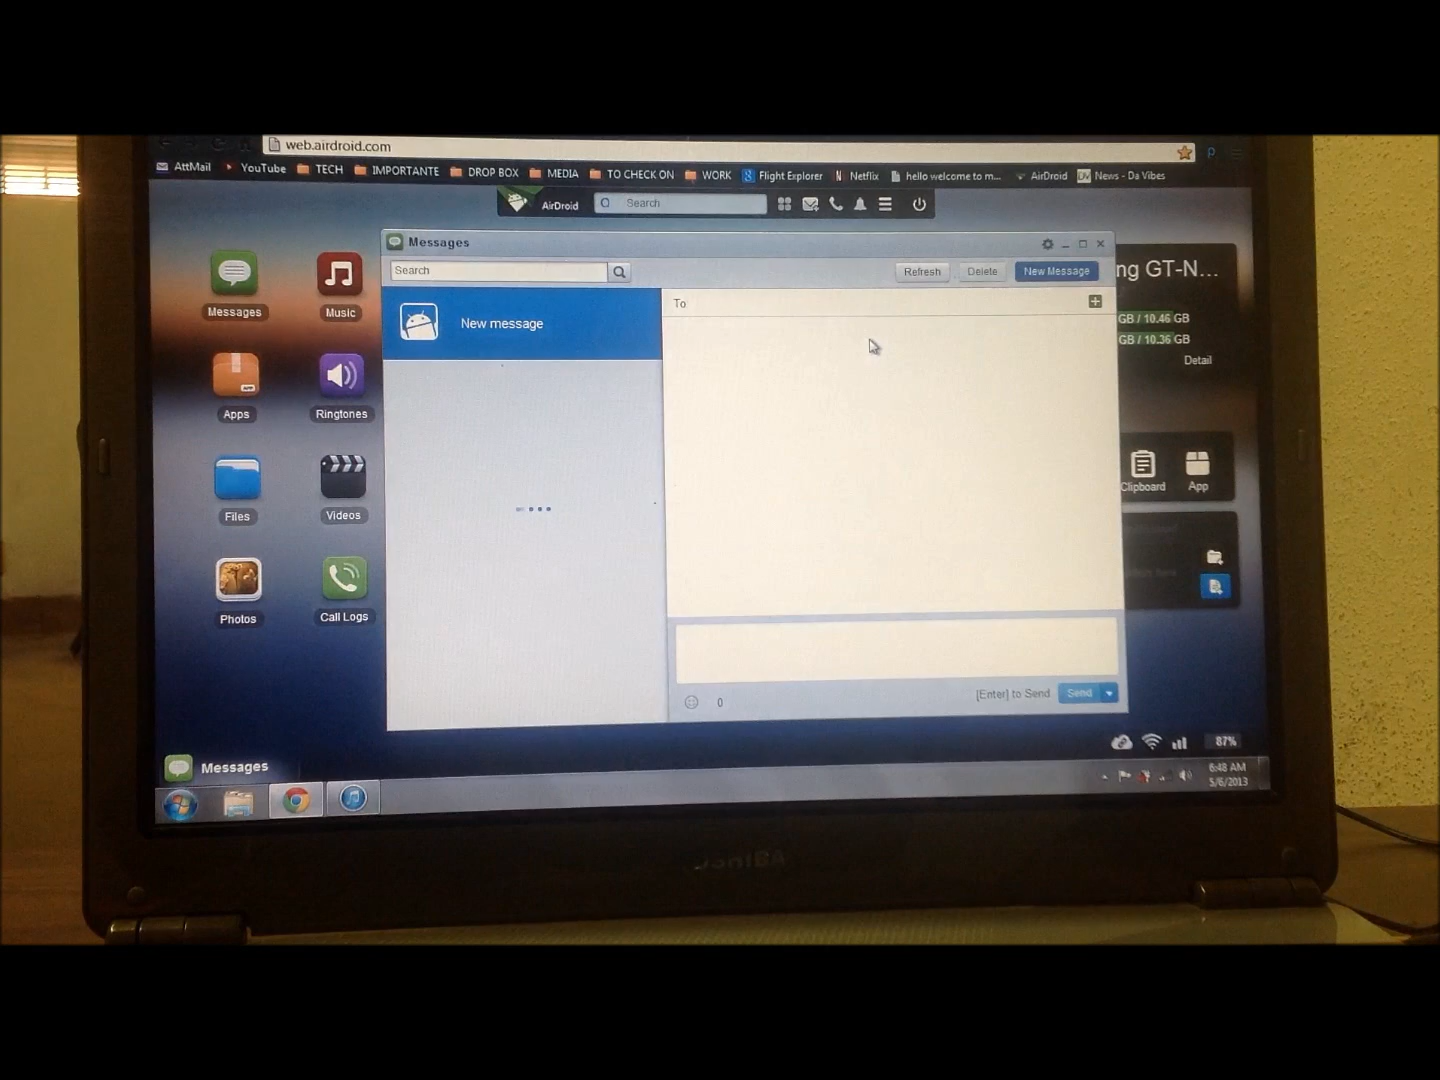 web.airdroid.com
AttMail YouTube TECH IMPORTANTE DROP BOX MEDIA TO CHECK ON WORK Flight Explorer Netflix hello welcome to m... AirDroid News - Da Vibes
AirDroid Search
Messages
Search Refresh Delete New Message
New message
To
[Enter] to Send Send
0
Messages Music
Apps Ringtones
Files Videos
Photos Call Logs
ng GT-N...
GB / 10.46 GB
GB / 10.36 GB
Detail
Clipboard App
87%
Messages
6:48 AM
5/6/2013